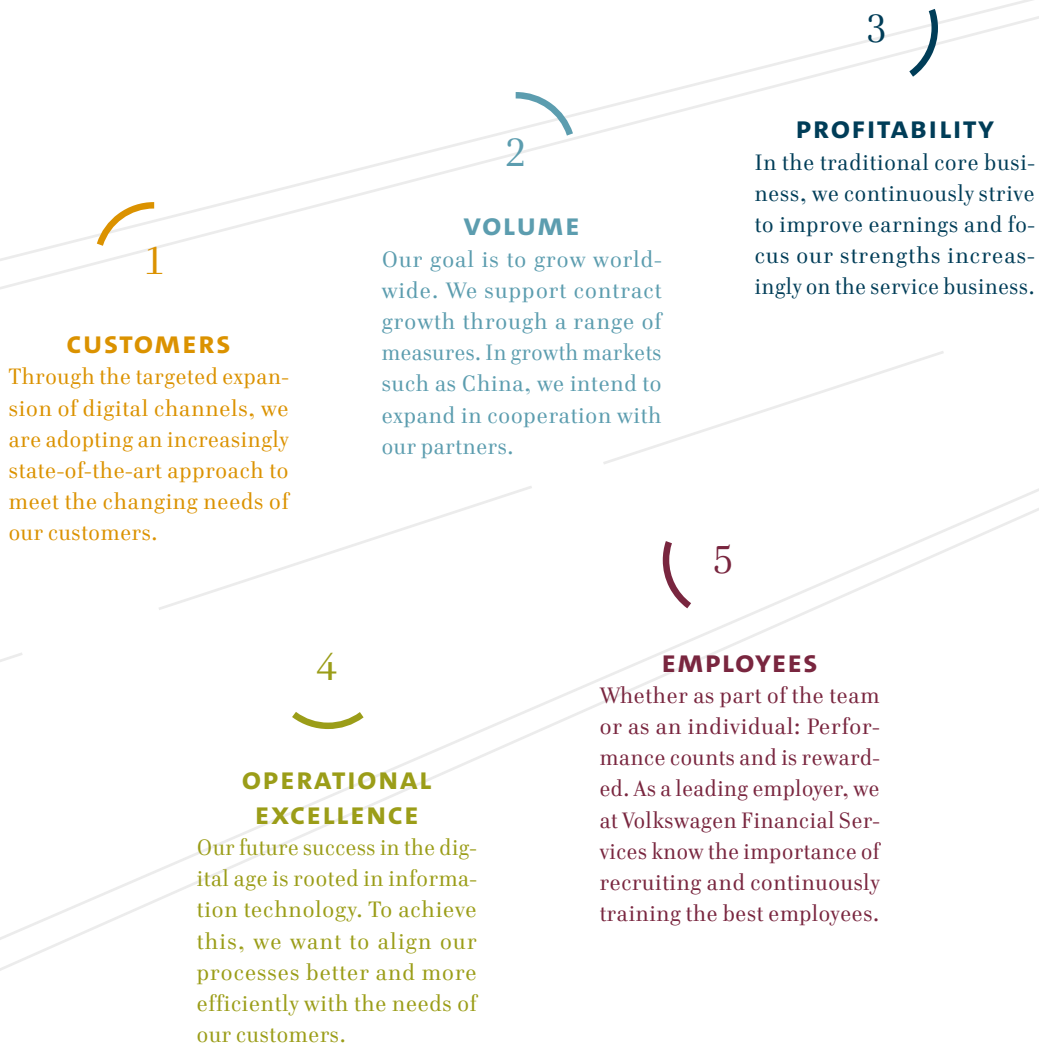 1
CUSTOMERS
Through the targeted expan-
sion of digital channels, we
are adopting an increasingly
state-of-the-art approach to
meet the changing needs of
our customers.
2
VOLUME
Our goal is to grow world-
wide. We support contract
growth through a range of
measures. In growth markets
such as China, we intend to
expand in cooperation with
our partners.
3
PROFITABILITY
In the traditional core busi-
ness, we continuously strive
to improve earnings and fo-
cus our strengths increas-
ingly on the service business.
4
OPERATIONAL
EXCELLENCE
Our future success in the dig-
ital age is rooted in informa-
tion technology. To achieve
this, we want to align our
processes better and more
efficiently with the needs of
our customers.
5
EMPLOYEES
Whether as part of the team
or as an individual: Perfor-
mance counts and is reward-
ed. As a leading employer, we
at Volkswagen Financial Ser-
vices know the importance of
recruiting and continuously
training the best employees.